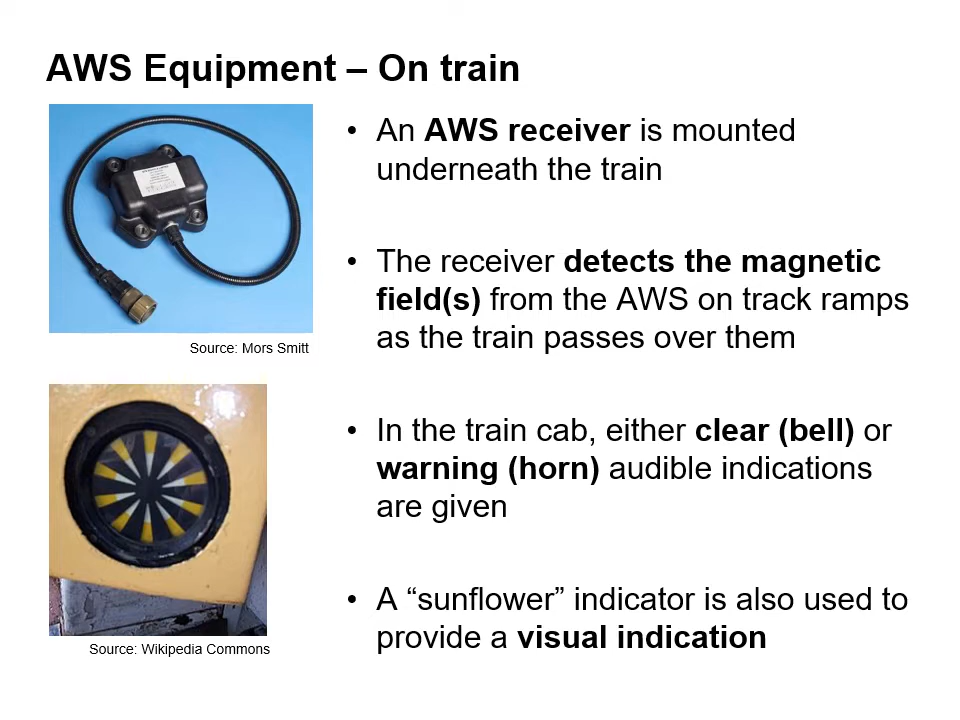 AWS Equipment – On train
• An AWS receiver is mounted
underneath the train
• The receiver detects the magnetic
field(s) from the AWS on track ramps
as the train passes over them
• In the train cab, either clear (bell) or
warning (horn) audible indications
are given
• A “sunflower” indicator is also used to
provide a visual indication
Source: Mors Smitt
Source: Wikipedia Commons